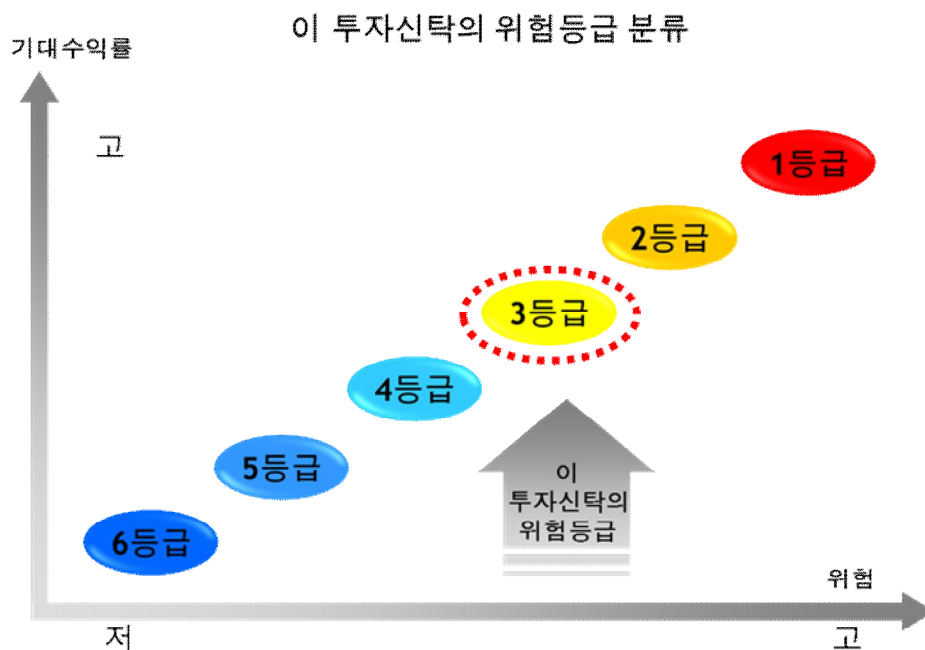 이 투자신탁의 위험등급 분류
기대수익률
고
1등급
2등급
3등급
4등급
5등급
6등급
이
투자신탁의
위험등급
위험
저
고